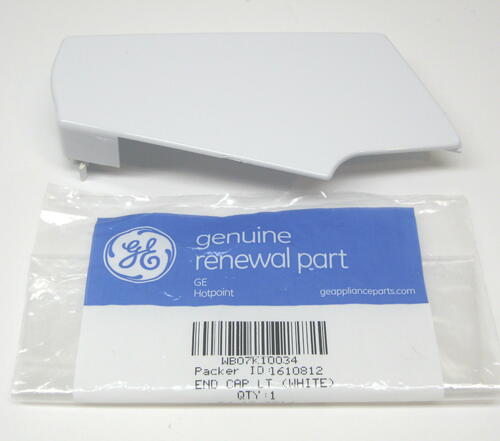 GE
genuine
renewal part
GE
Hotpoint
geapplianceparts.com
WB07K10034
Packer ID:1610812
END CAP LT (WHITE)
QTY:1